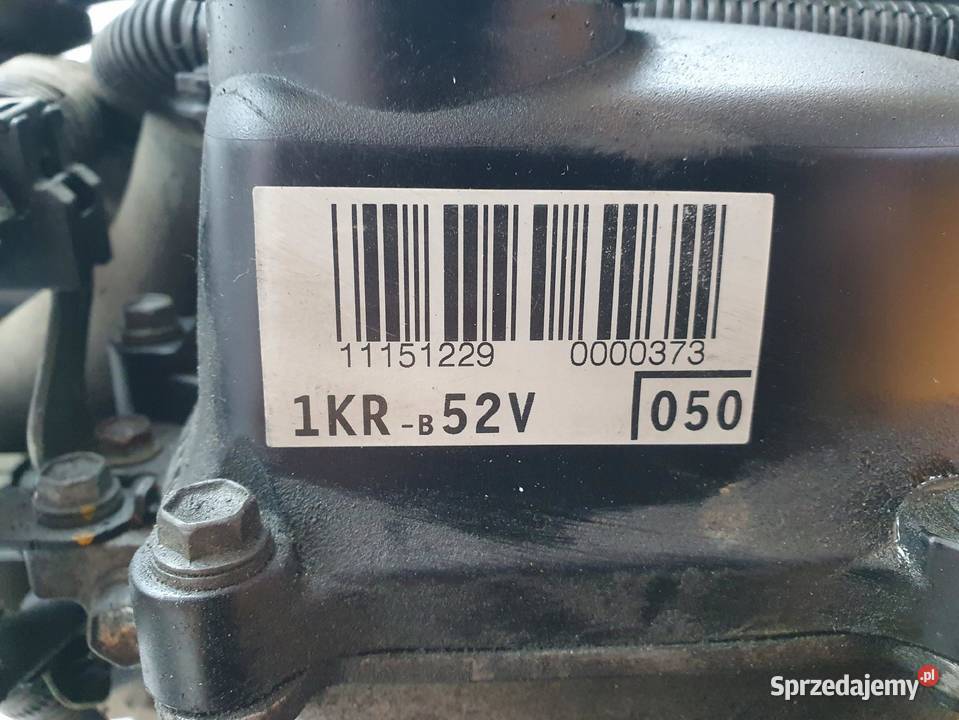 11151229 0000373
1KR-B52V 050
Sprzedajemy.pl